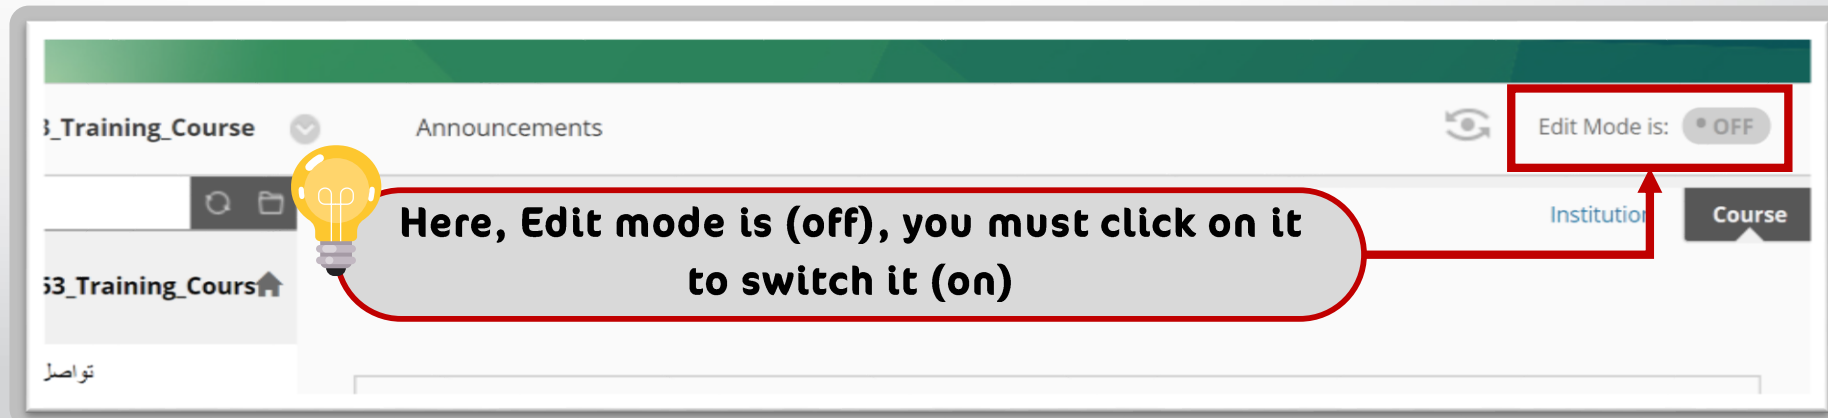 3_Training_Course
Announcements
Edit Mode is:
OFF
Here, Edit mode is (off), you must click on it
to switch it (on)
Institution
Course
53_Training_Cours
تواصل